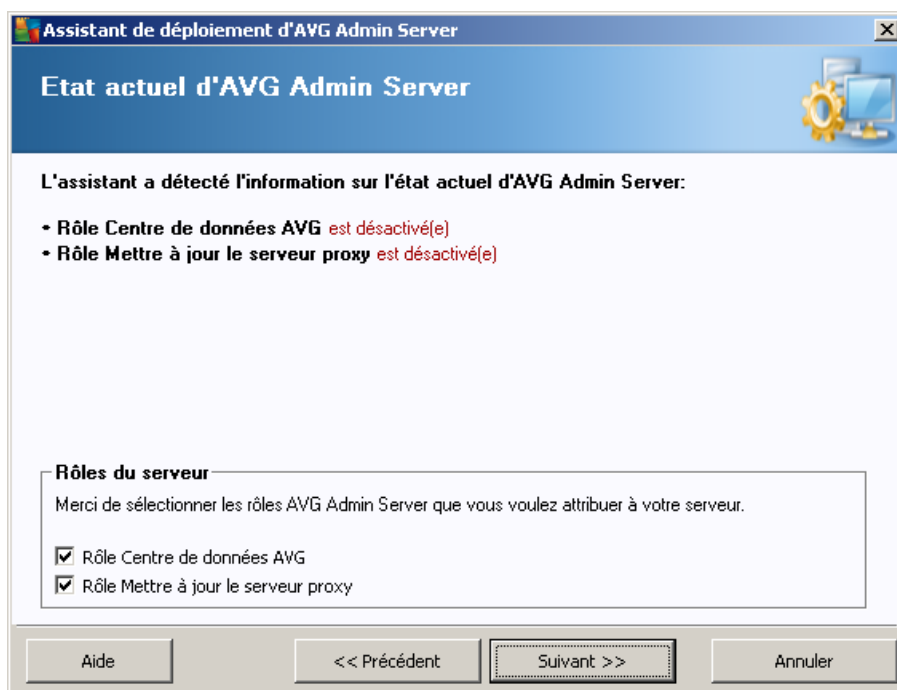 Assistant de déploiement d'AVG Admin Server
Etat actuel d'AVG Admin Server
L'assistant a détecté l'information sur l'état actuel d'AVG Admin Server:
• Rôle Centre de données AVG est désactivé(e)
• Rôle Mettre à jour le serveur proxy est désactivé(e)
Rôles du serveur
Merci de sélectionner les rôles AVG Admin Server que vous voulez attribuer à votre serveur.
Rôle Centre de données AVG
Rôle Mettre à jour le serveur proxy
Aide
<< Précédent
Suivant >>
Annuler